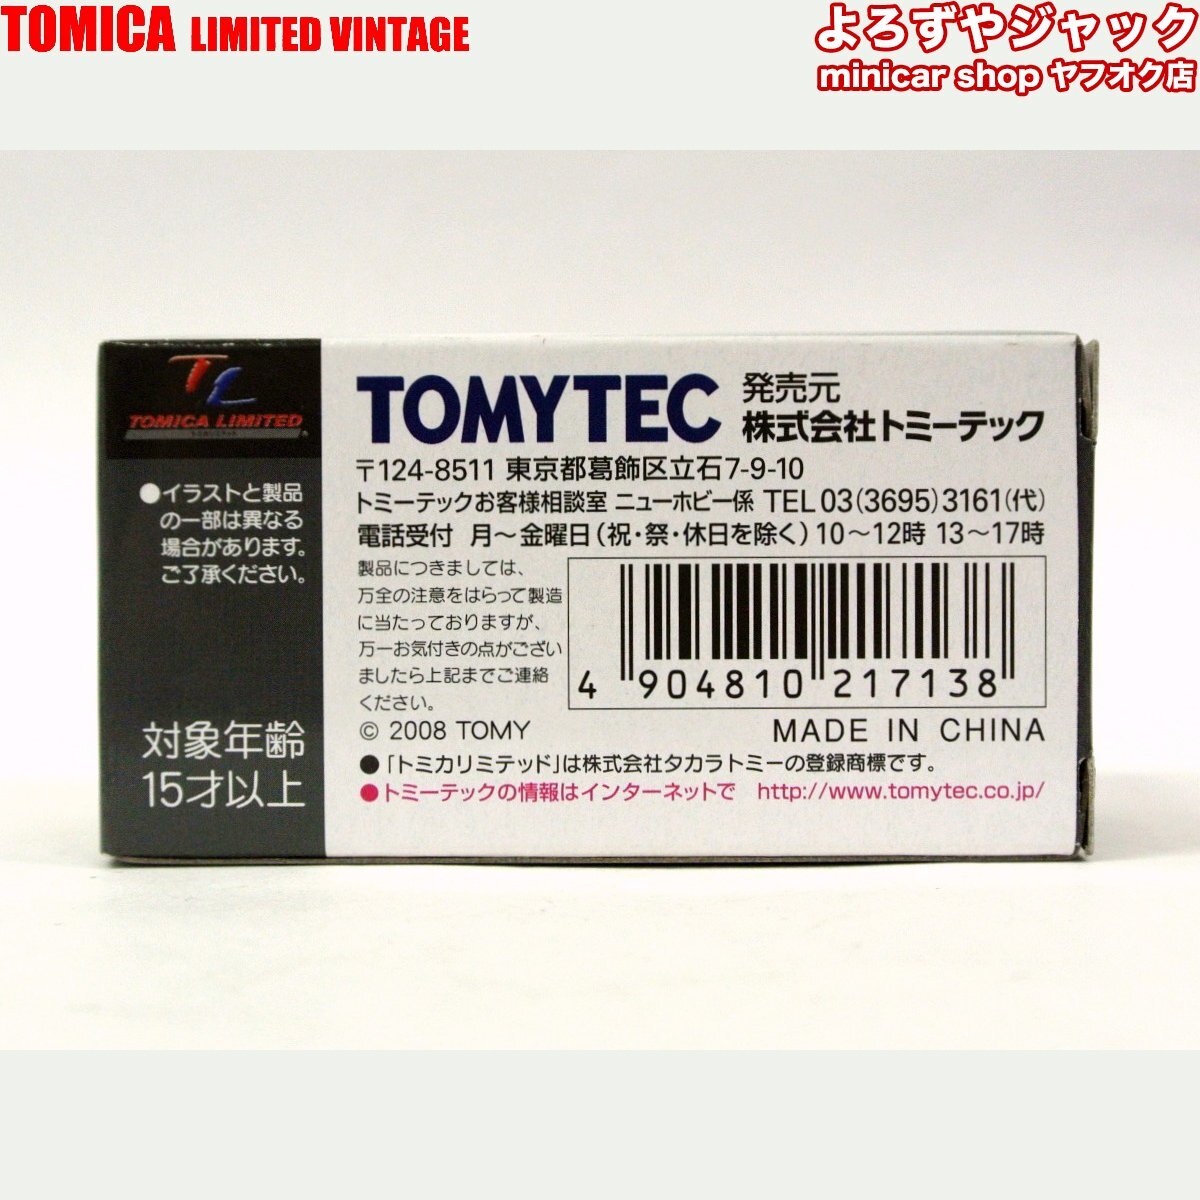 TOMICA LIMITED VINTAGE
よろずやジャック
minicar shop ヤフオク店
TL
TOMICA LIMITED
●イラストと製品
の一部は異なる
場合があります。
ご了承ください。
対象年齢
15才以上
TOMYTEC
発売元
株式会社トミーテック
〒124-8511 東京都葛飾区立石7-9-10
トミーテックお客様相談室 ニューホビー係 TEL 03(3695)3161(代)
電話受付 月〜金曜日(祝・祭・休日を除く) 10〜12時 13〜17時
製品につきましては、
万全の注意をはらって製造
に当たっておりますが、
万一お気付きの点がござい
ましたら上記までご連絡
ください。
4 904810 217138
© 2008 TOMY
MADE IN CHINA
●「トミカリミテッド」は株式会社タカラトミーの登録商標です。
●トミーテックの情報はインターネットで http://www.tomytec.co.jp/